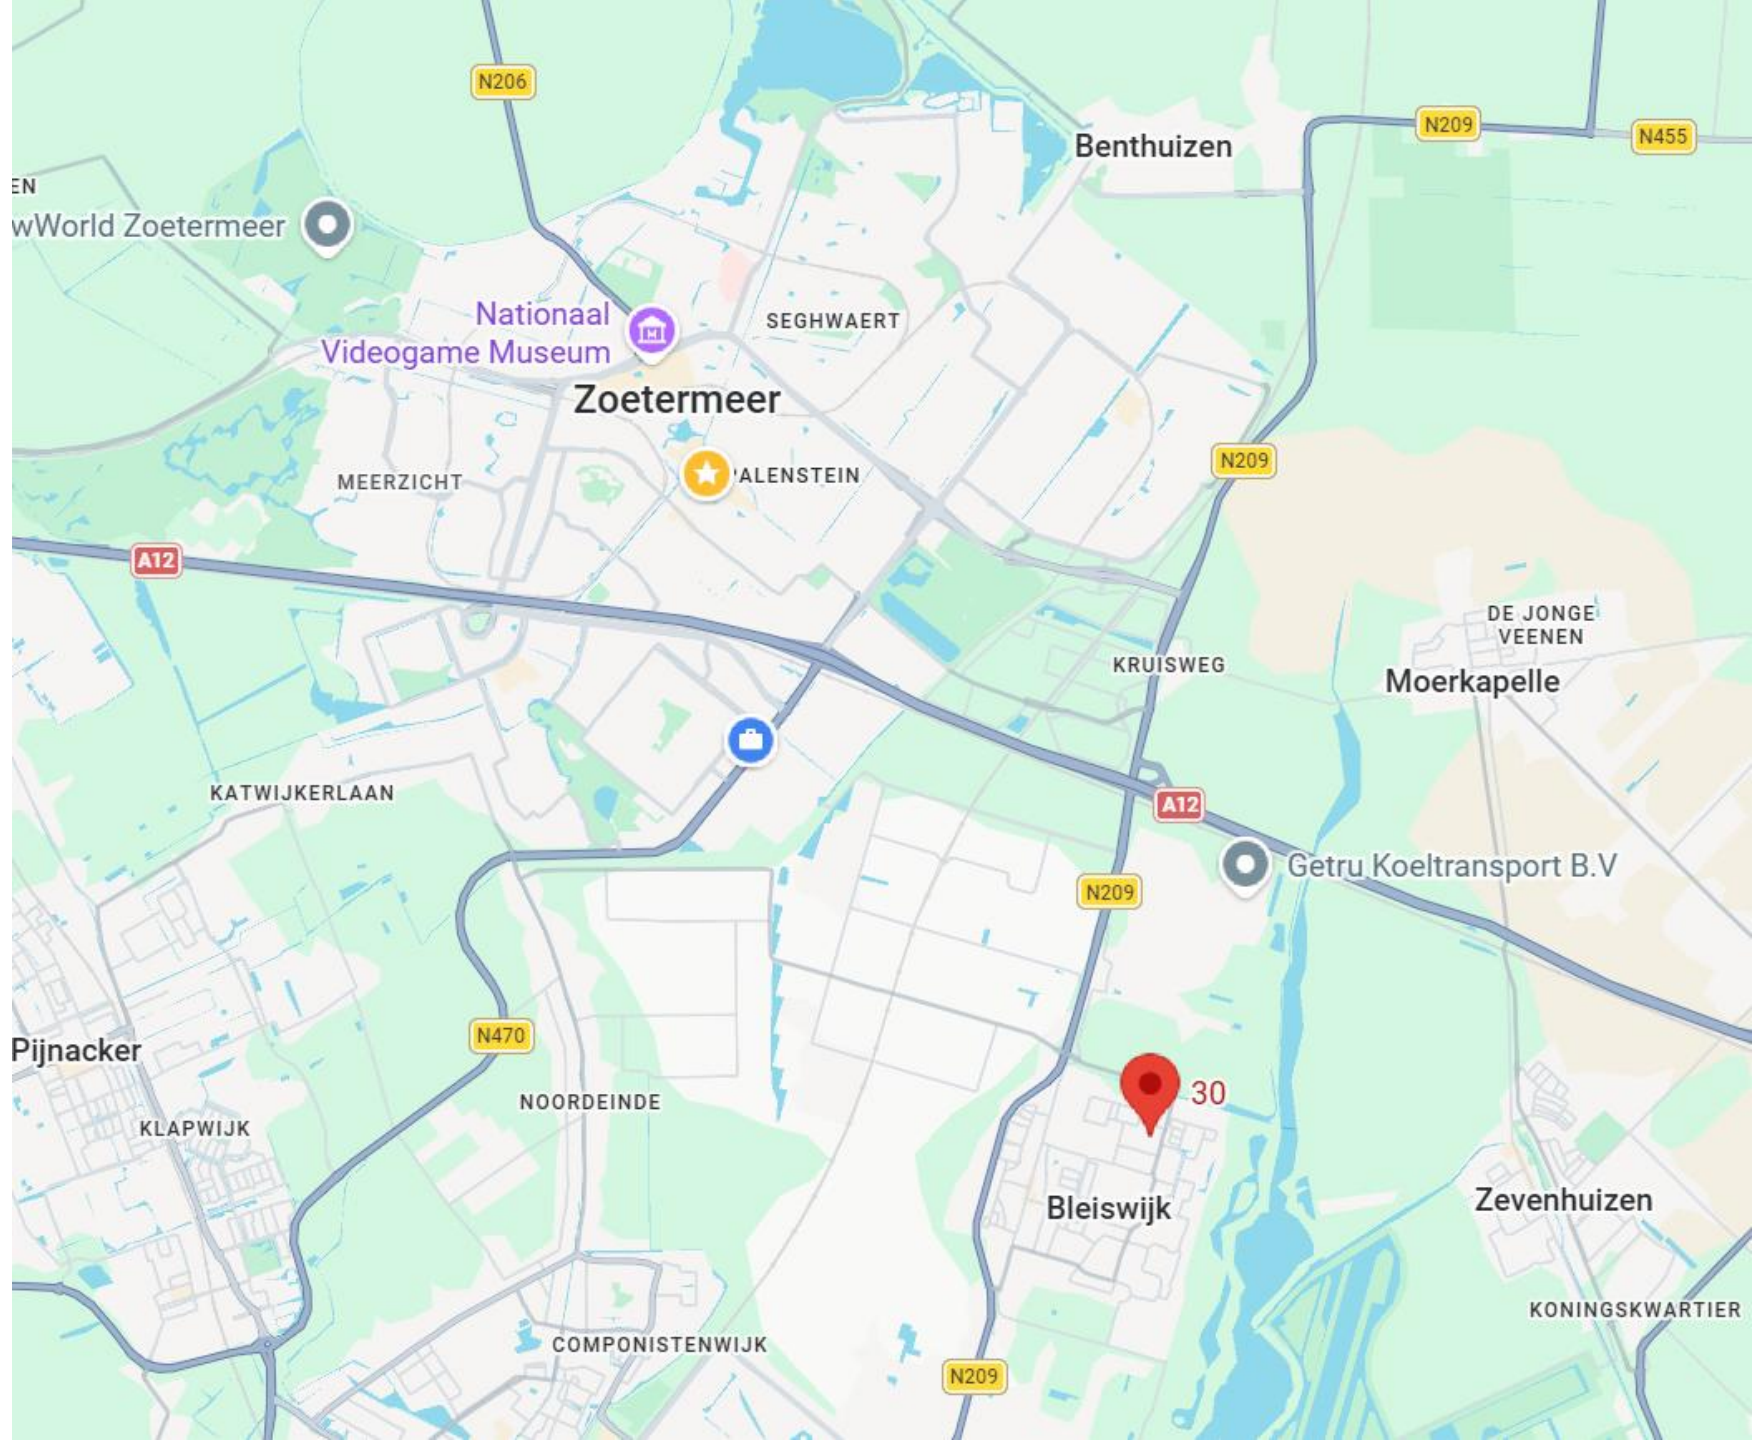 N206
N209
N455
Benthuizen
EN
wWorld Zoetermeer
Nationaal
Videogame Museum
SEGHWAERT
Zoetermeer
N209
MEERZICHT
PALENSTEIN
A12
DE JONGE
VEENEN
KRUISWEG
Moerkapelle
KATWIJKERLAAN
A12
Getru Koeltransport B.V
N209
N470
Pijnacker
30
NOORDEINDE
KLAPWIJK
Bleiswijk
Zevenhuizen
KONINGSKWARTIER
COMPONISTENWIJK
N209